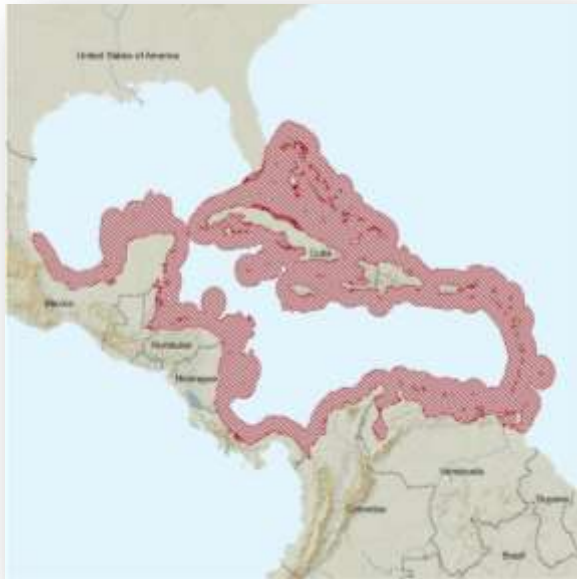 United States of America
Cuba
Mexico
Honduras
Nicaragua
Venezuela
Guyana
Colombia
Brazil